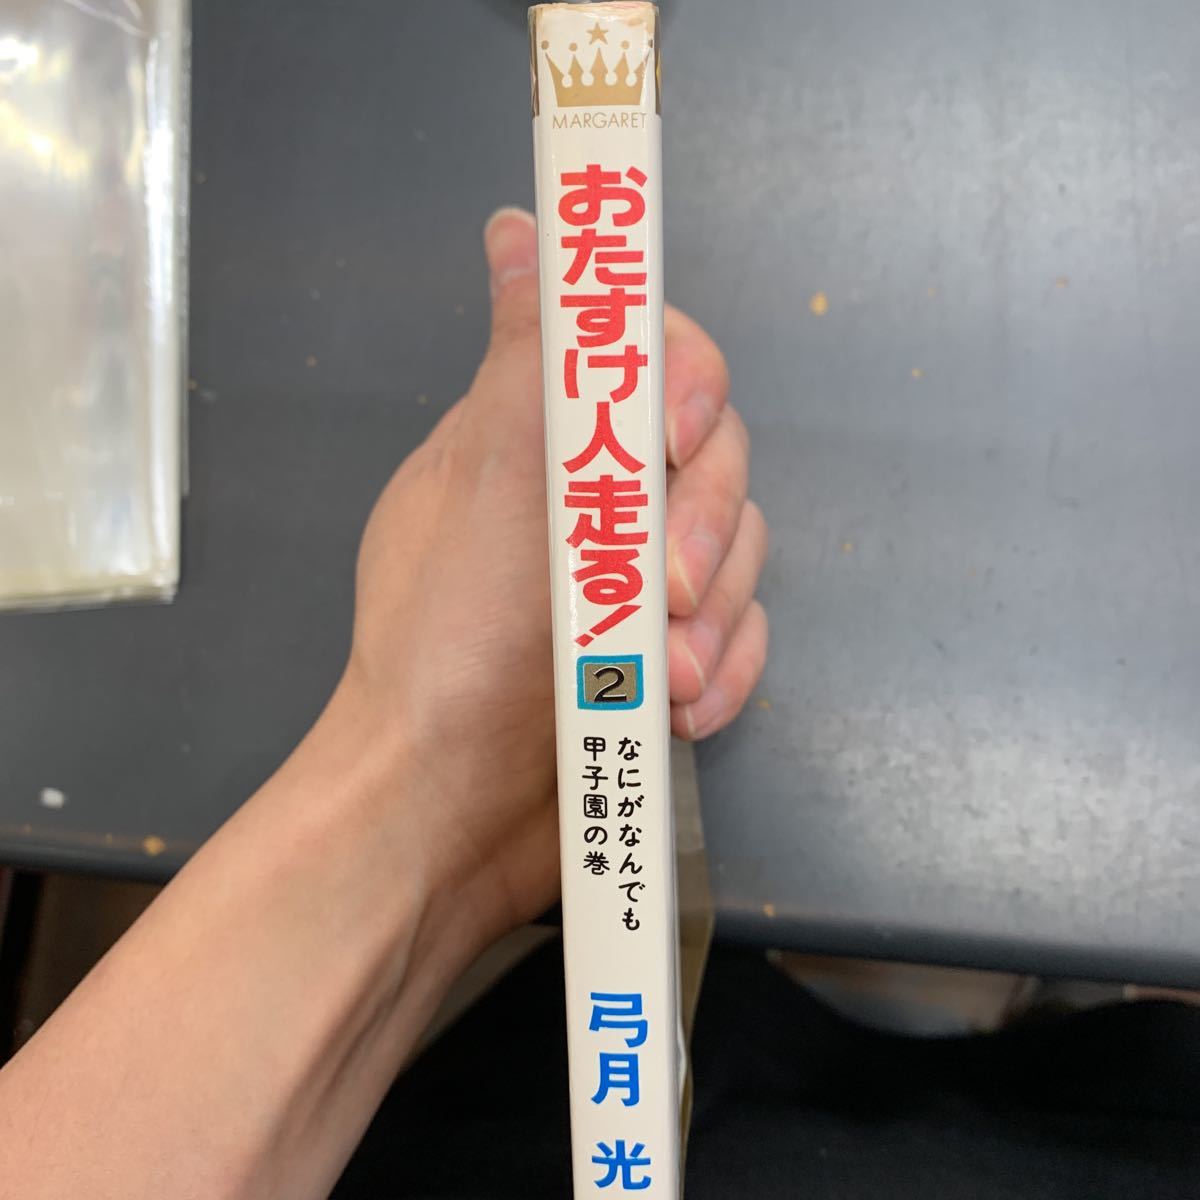 MARGARET
おたすけ人走る！
2
なにがなんでも
甲子園の巻
弓月 光